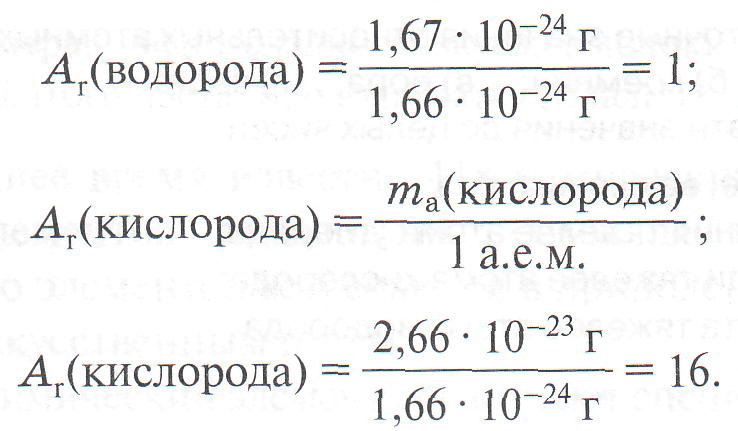 Aᵣ(водорода) = 1,67 · 10⁻²⁴ г / 1,66 · 10⁻²⁴ г = 1;
Aᵣ(кислорода) = mₐ(кислорода) / 1 а.е.м. ;
Aᵣ(кислорода) = 2,66 · 10⁻²³ г / 1,66 · 10⁻²⁴ г = 16.